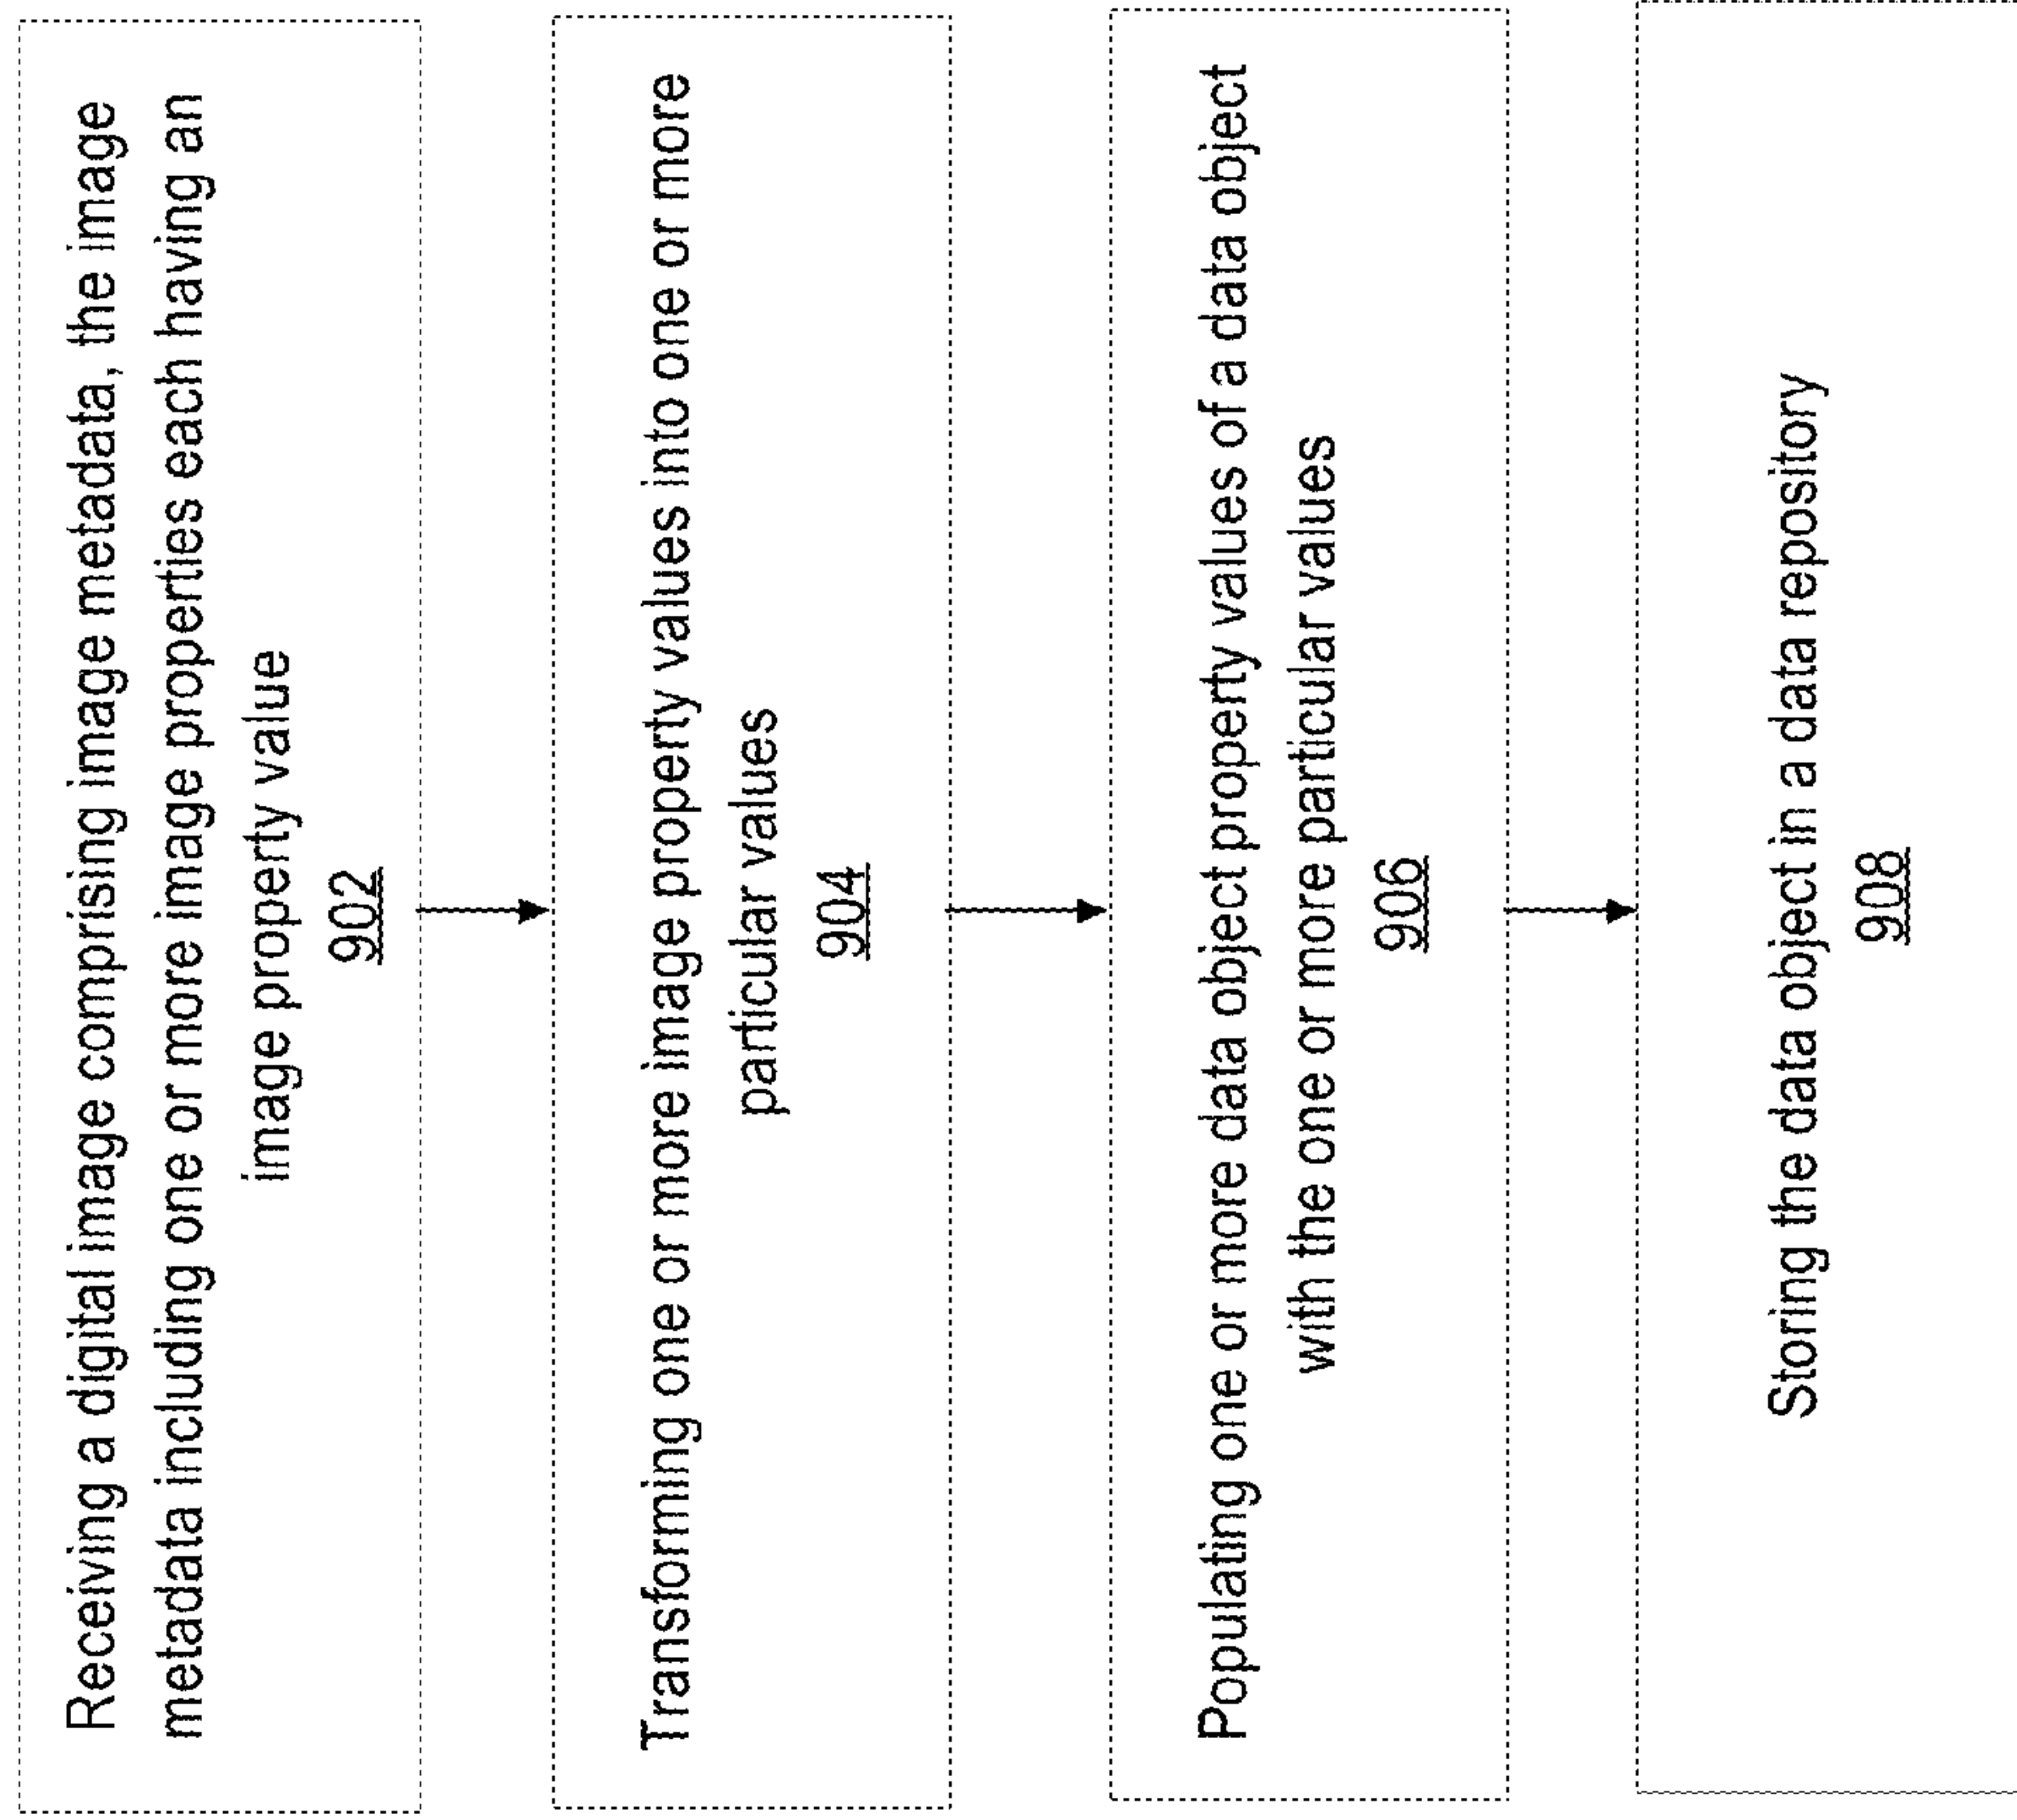 Receiving a digital image comprising image metadata, the image
metadata including one or more image properties each having an
image property value
902
Transforming one or more image property values into one or more
particular values
904
Populating one or more data object property values of a data object
with the one or more particular values
906
Storing the data object in a data repository
908